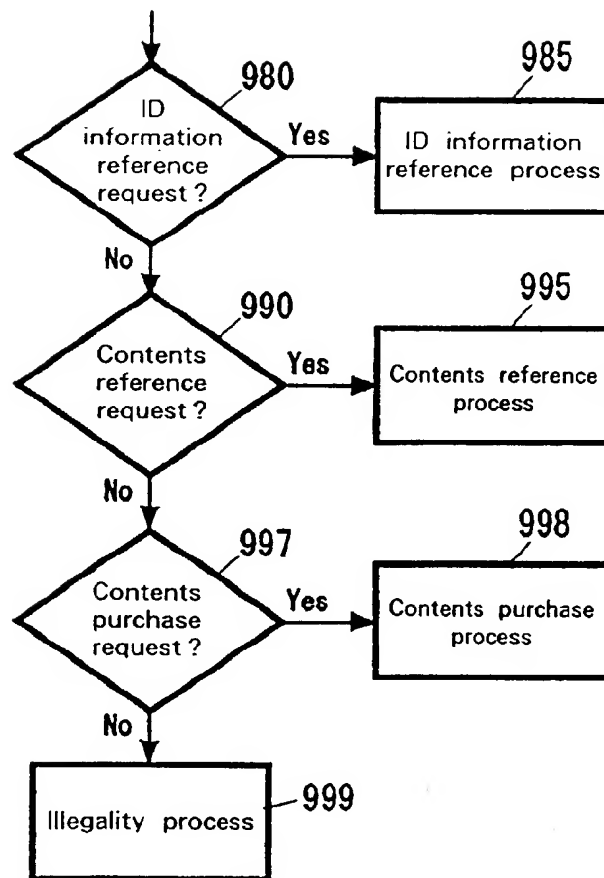 980
ID
information
reference
request ?
Yes
985
ID information
reference process
No
990
Contents
reference
request ?
Yes
995
Contents reference
process
No
997
Contents
purchase
request ?
Yes
998
Contents purchase
process
No
Illegality process
999